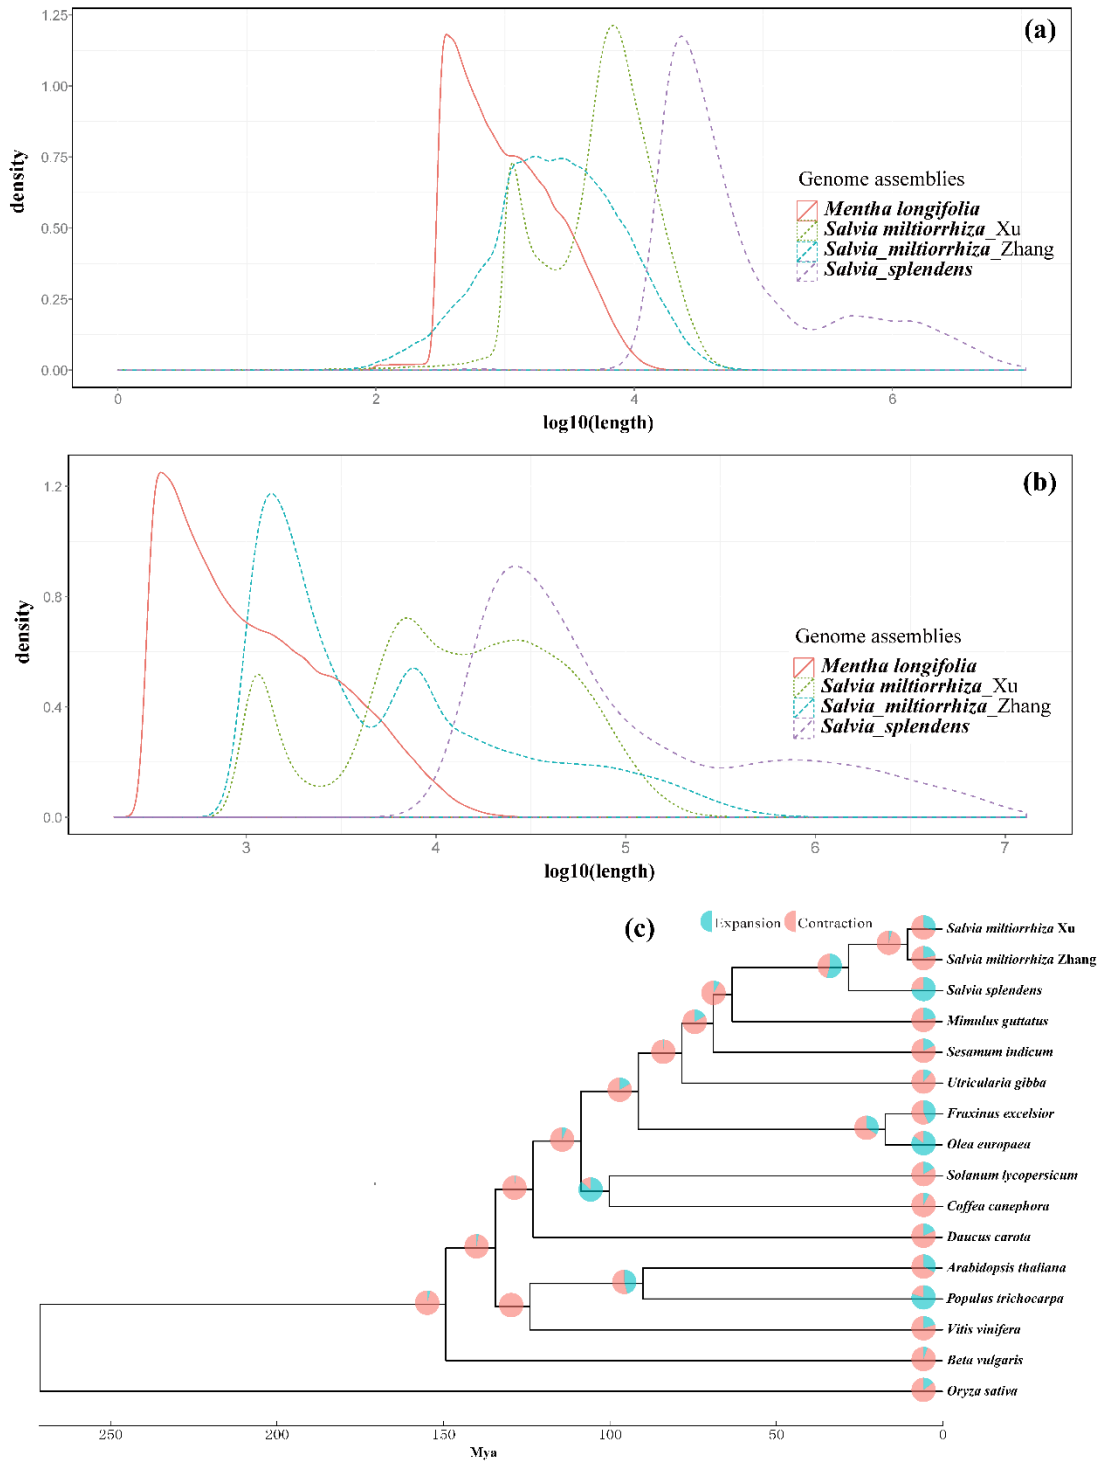 (a)
1.25
1.00
0.75
0.50
0.25
0.00
density
Genome assemblies
Mentha longifolia
Salvia miltiorrhiza_Xu
Salvia_miltiorrhiza_Zhang
Salvia_splendens
0 2 4 6
log10(length)
(b)
1.2
0.8
0.4
0.0
density
Genome assemblies
Mentha longifolia
Salvia miltiorrhiza_Xu
Salvia_miltiorrhiza_Zhang
Salvia_splendens
3 4 5 6 7
log10(length)
(c)
Expansion Contraction
Salvia miltiorrhiza Xu
Salvia miltiorrhiza Zhang
Salvia splendens
Mimulus guttatus
Sesamum indicum
Utricularia gibba
Fraxinus excelsior
Olea europaea
Solanum lycopersicum
Coffea canephora
Daucus carota
Arabidopsis thaliana
Populus trichocarpa
Vitis vinifera
Beta vulgaris
Oryza sativa
250 200 150 100 50 0
Mya